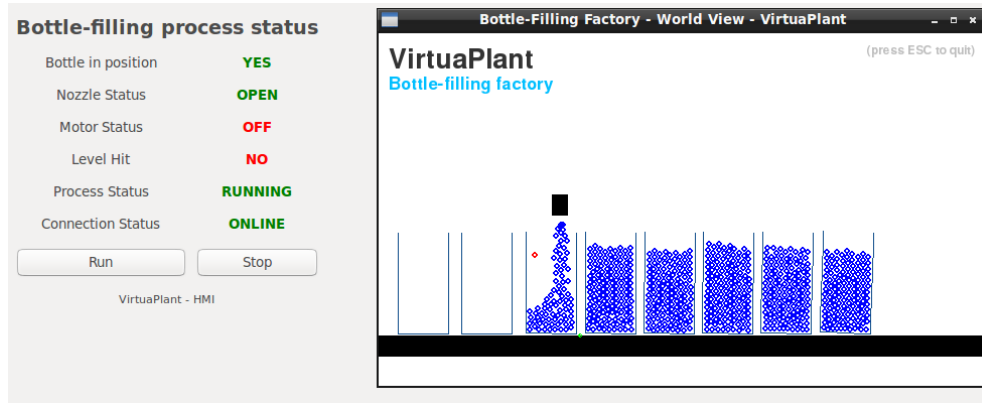 Bottle-filling process status
Bottle in position YES
Nozzle Status OPEN
Motor Status OFF
Level Hit NO
Process Status RUNNING
Connection Status ONLINE
Run Stop
VirtuaPlant - HMI
Bottle-Filling Factory - World View - VirtuaPlant
VirtuaPlant
(press ESC to quit)
Bottle-filling factory